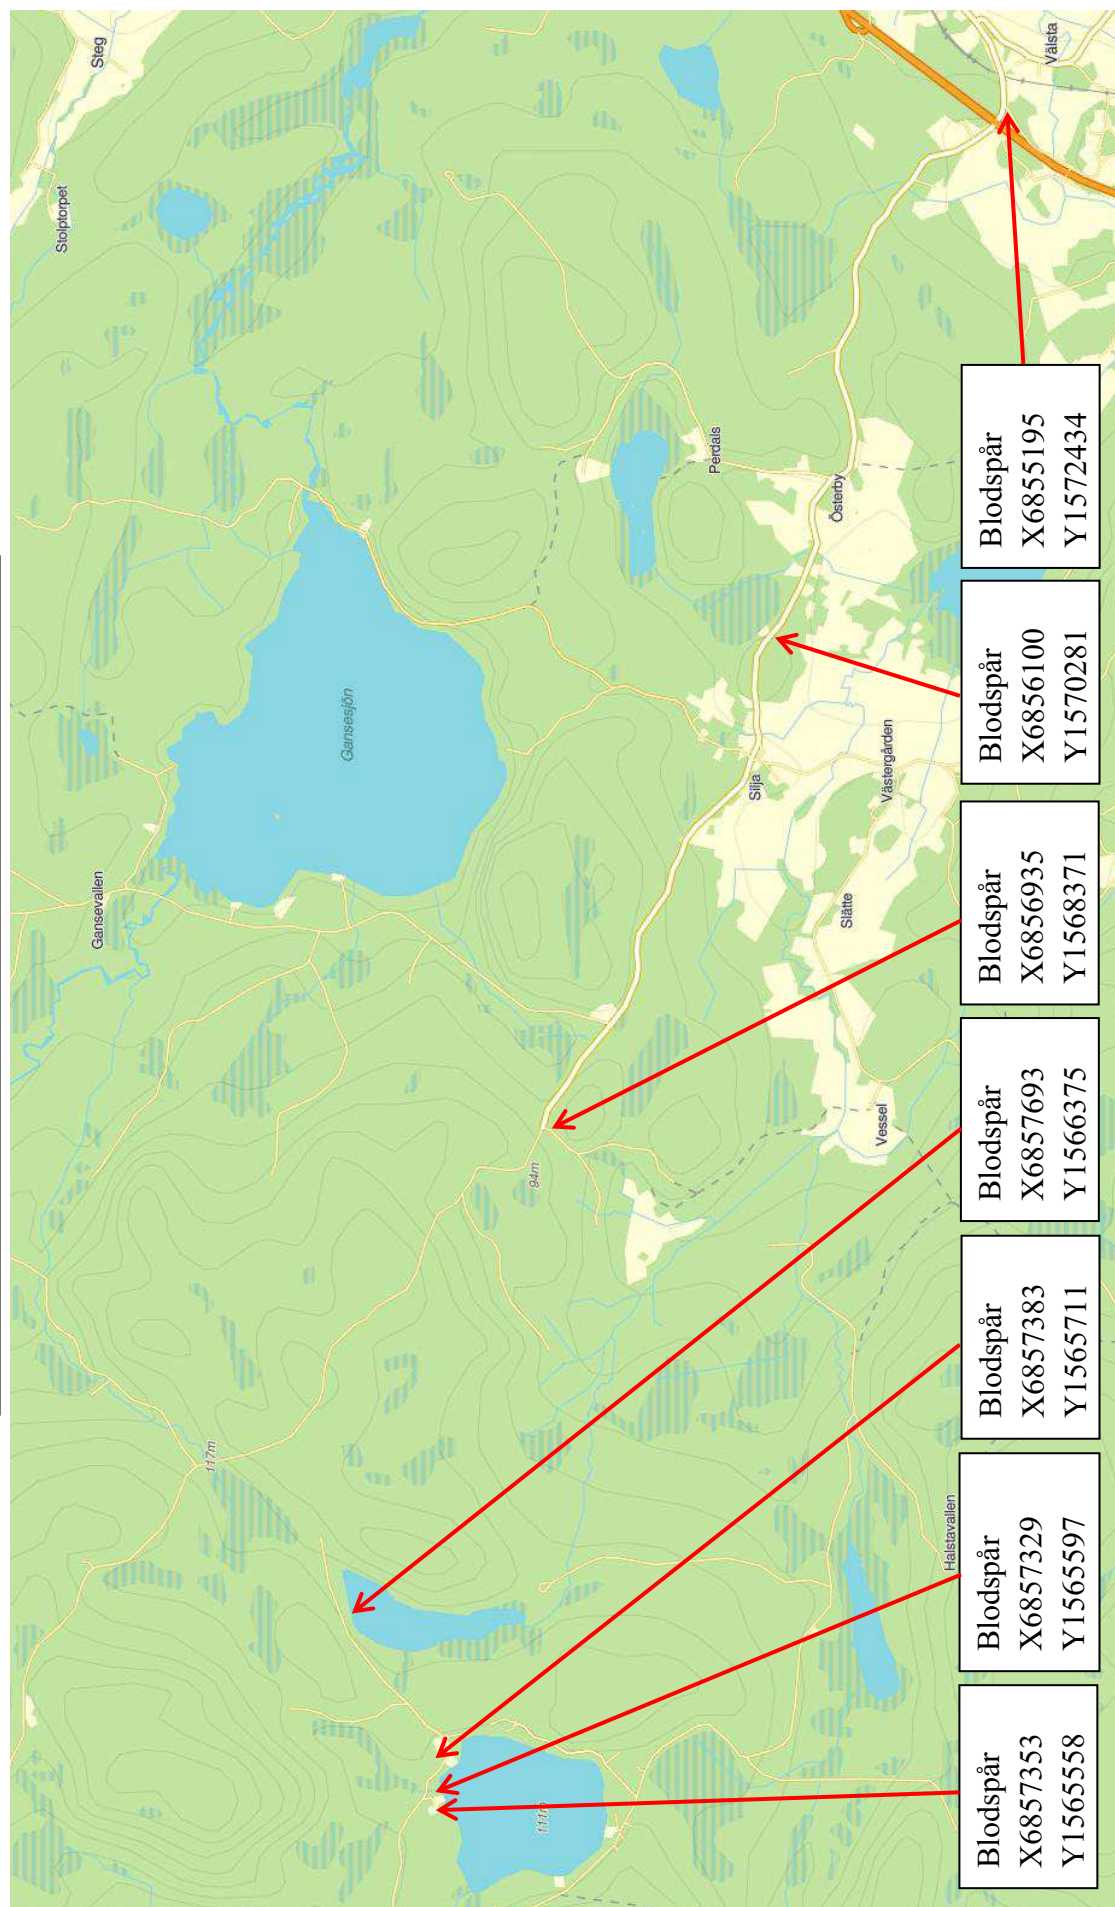 Steg
Stolptorpet
Välsta
Gansevallen
Gansesjön
Perdals
Österby
Silja
Västergården
Slätte
Vessel
94m
117m
Halstavallen
111m
Blodspår
X6857353
Y1565558
Blodspår
X6857329
Y1565597
Blodspår
X6857383
Y1565711
Blodspår
X6857693
Y1566375
Blodspår
X6856935
Y1568371
Blodspår
X6856100
Y1570281
Blodspår
X6855195
Y1572434